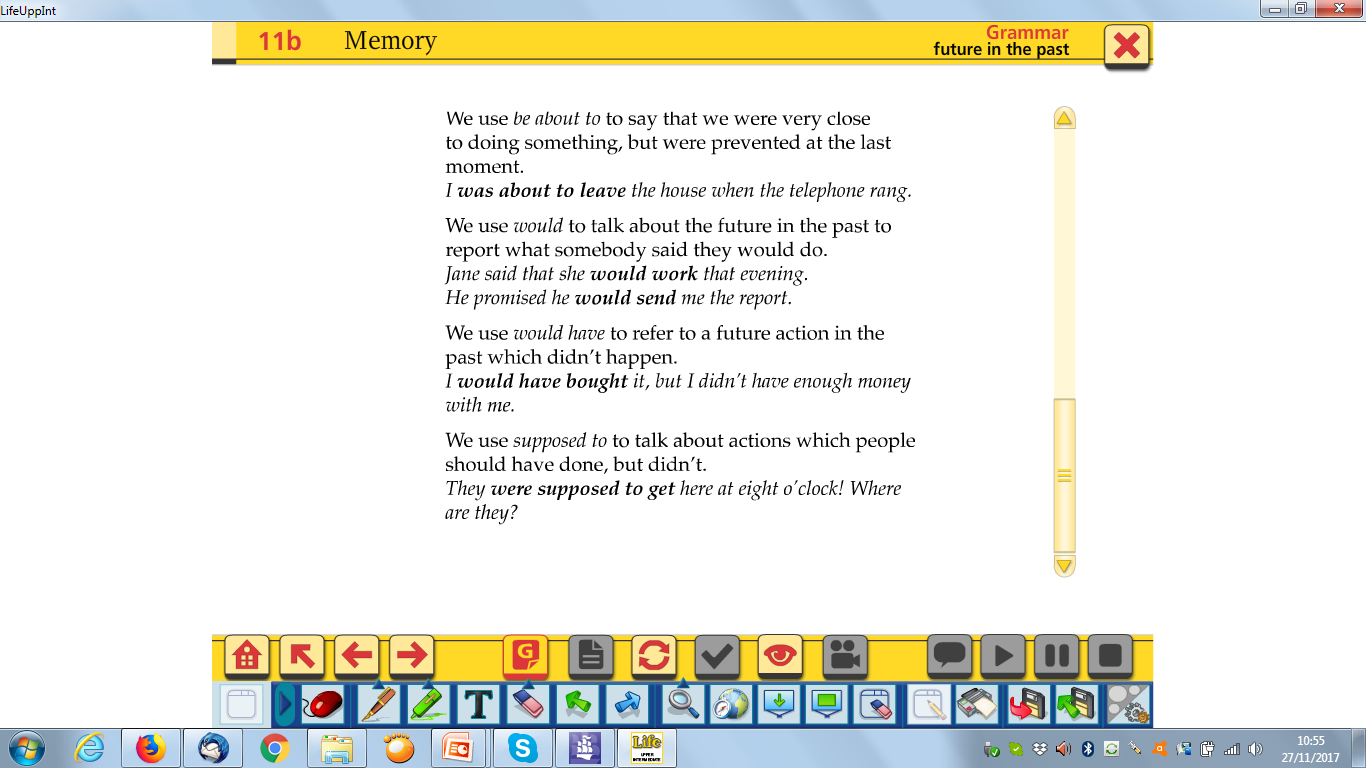 LifeUppInt
11b Memory
Grammar
future in the past
We use be about to to say that we were very close
to doing something, but were prevented at the last
moment.
I was about to leave the house when the telephone rang.
We use would to talk about the future in the past to
report what somebody said they would do.
Jane said that she would work that evening.
He promised he would send me the report.
We use would have to refer to a future action in the
past which didn't happen.
I would have bought it, but I didn't have enough money
with me.
We use supposed to to talk about actions which people
should have done, but didn't.
They were supposed to get here at eight o'clock! Where
are they?
G
T
Life
UPPER
INTERMEDIATE
10:55
27/11/2017